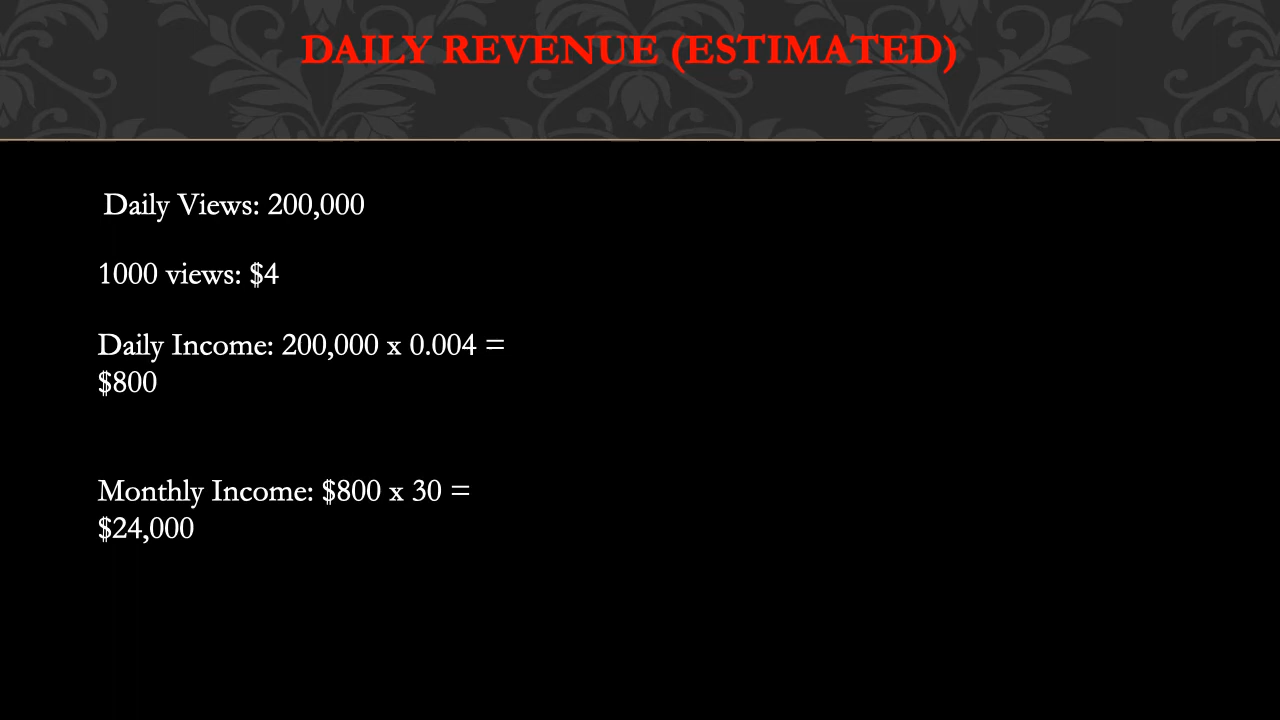 DAILY REVENUE (ESTIMATED)
Daily Views: 200,000
1000 views: $4
Daily Income: 200,000 x 0.004 =
$800
Monthly Income: $800 x 30 =
$24,000